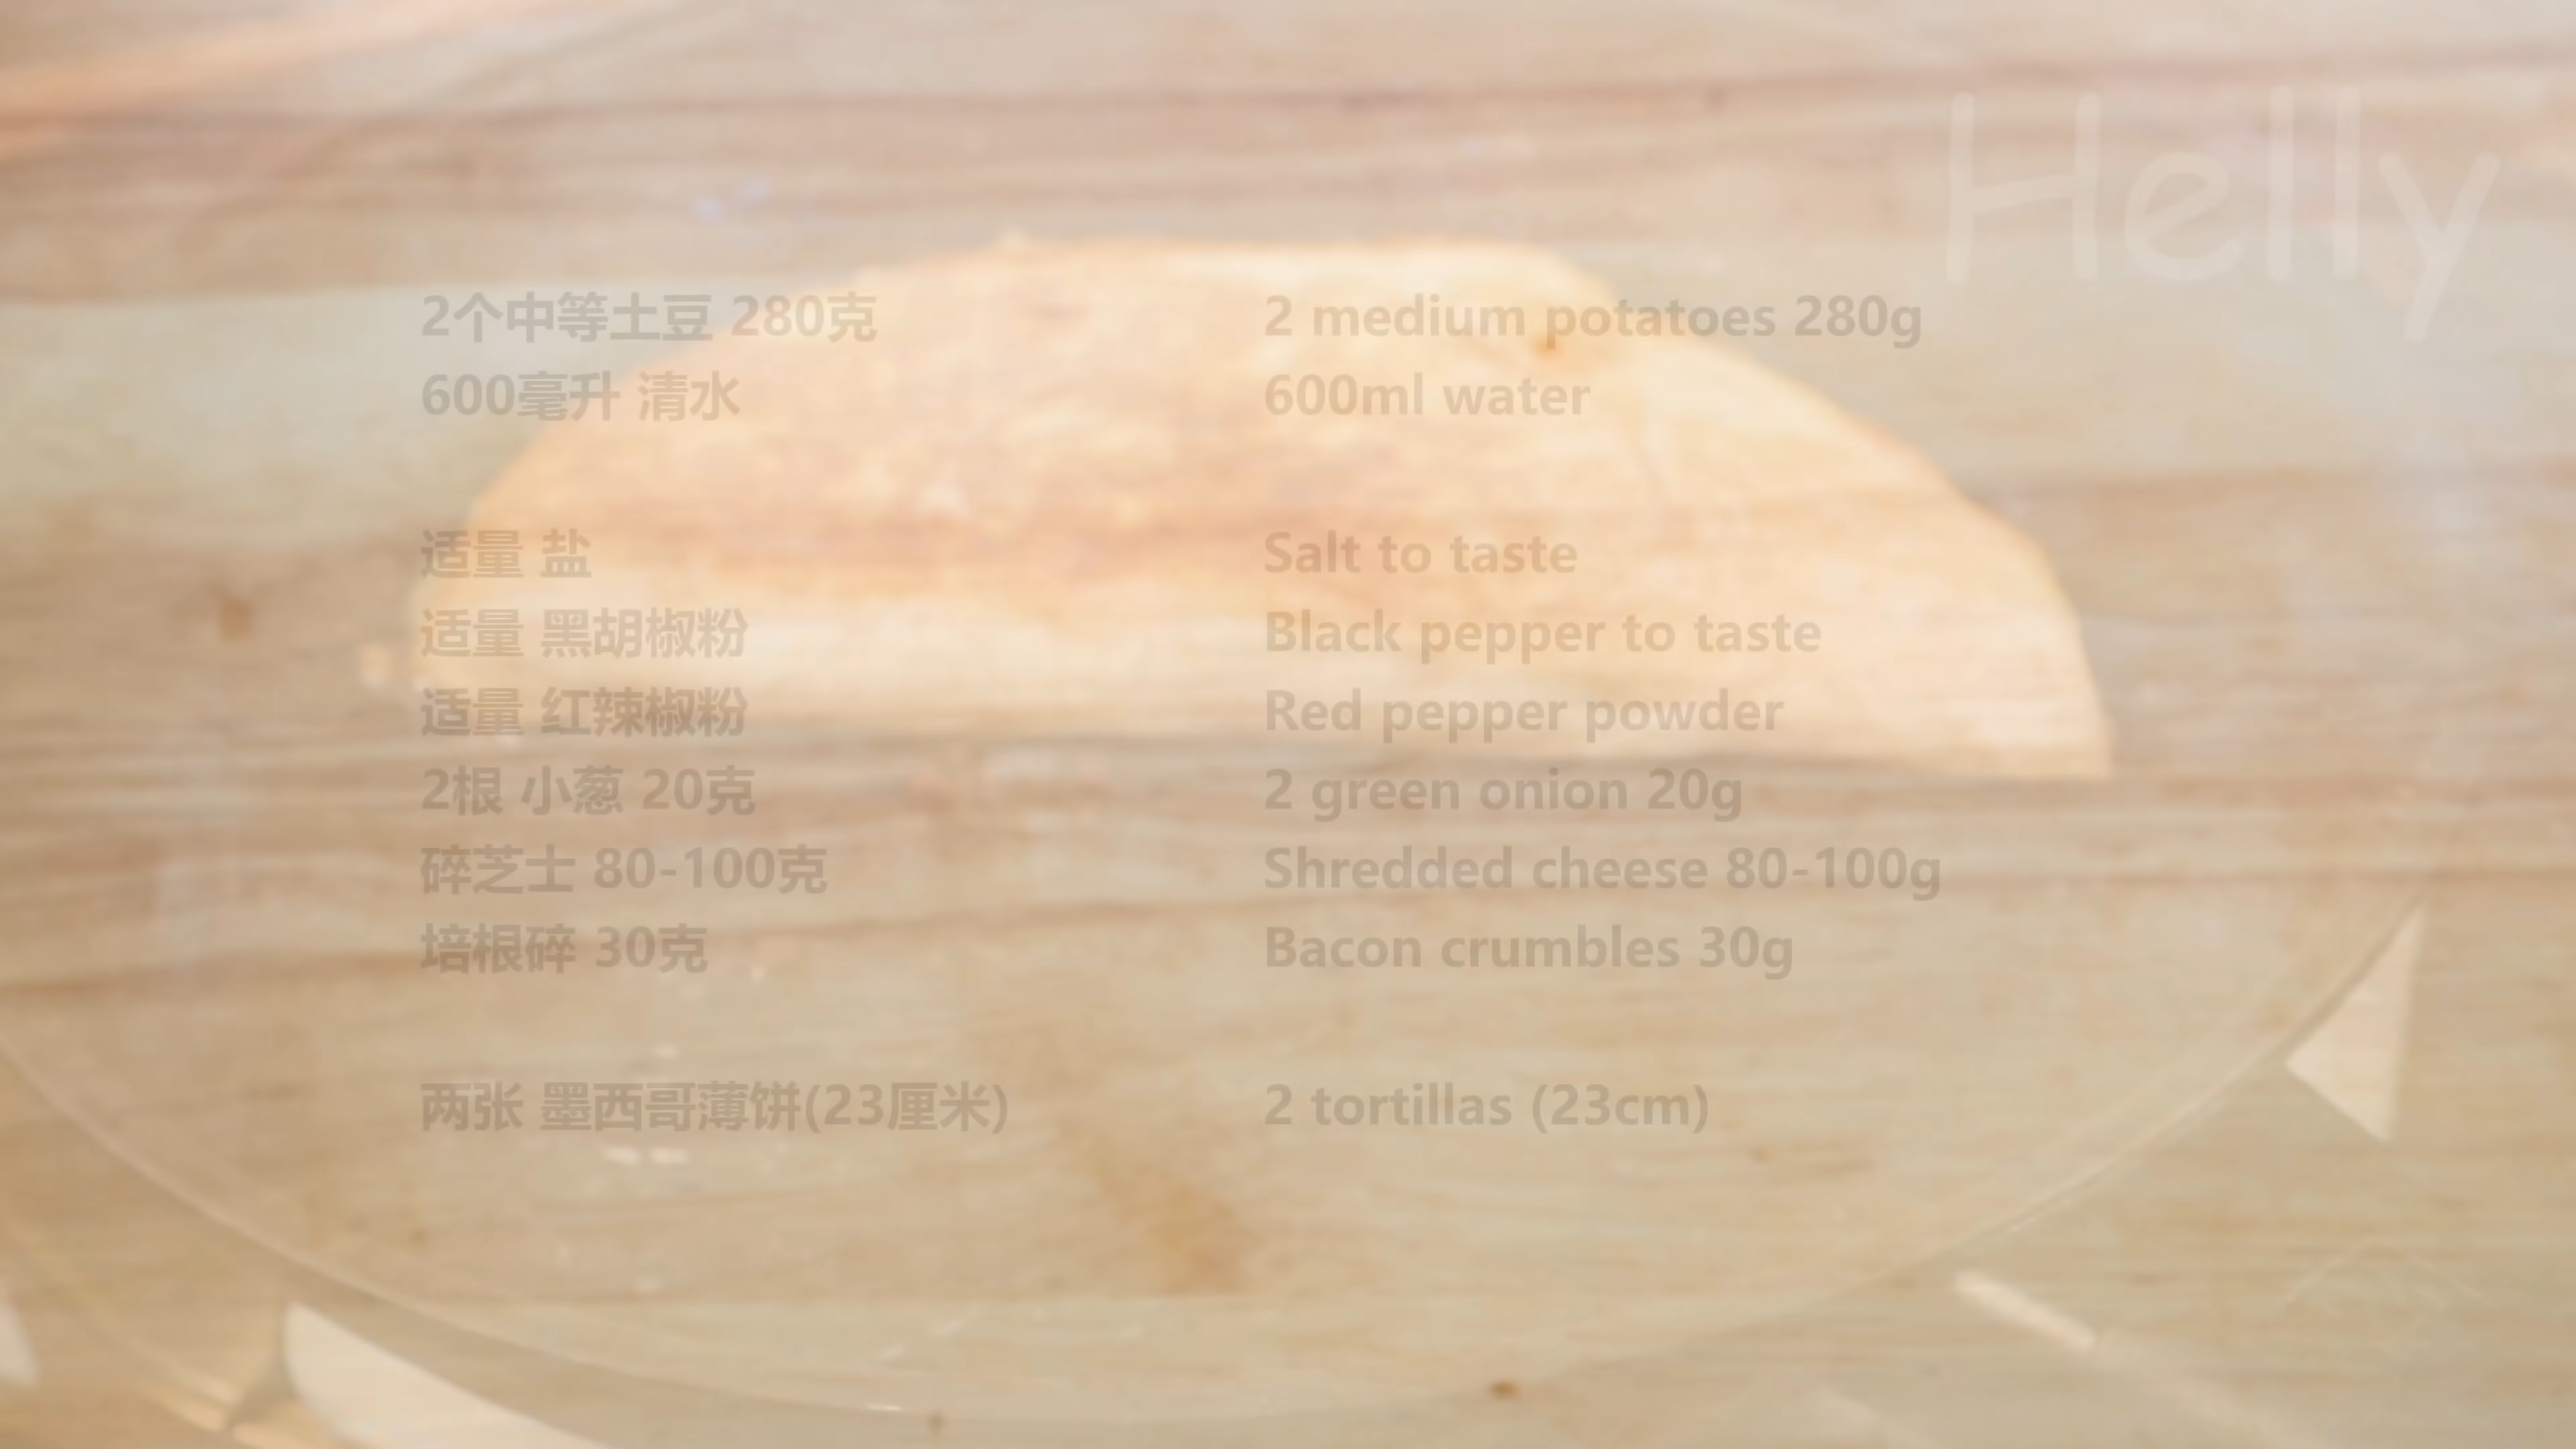 Helly
2个中等土豆 280克
2 medium potatoes 280g
600毫升 清水
600ml water
适量 盐
Salt to taste
适量 黑胡椒粉
Black pepper to taste
适量 红辣椒粉
Red pepper powder
2根 小葱 20克
2 green onion 20g
碎芝士 80-100克
Shredded cheese 80-100g
培根碎 30克
Bacon crumbles 30g
两张 墨西哥薄饼(23厘米)
2 tortillas (23cm)